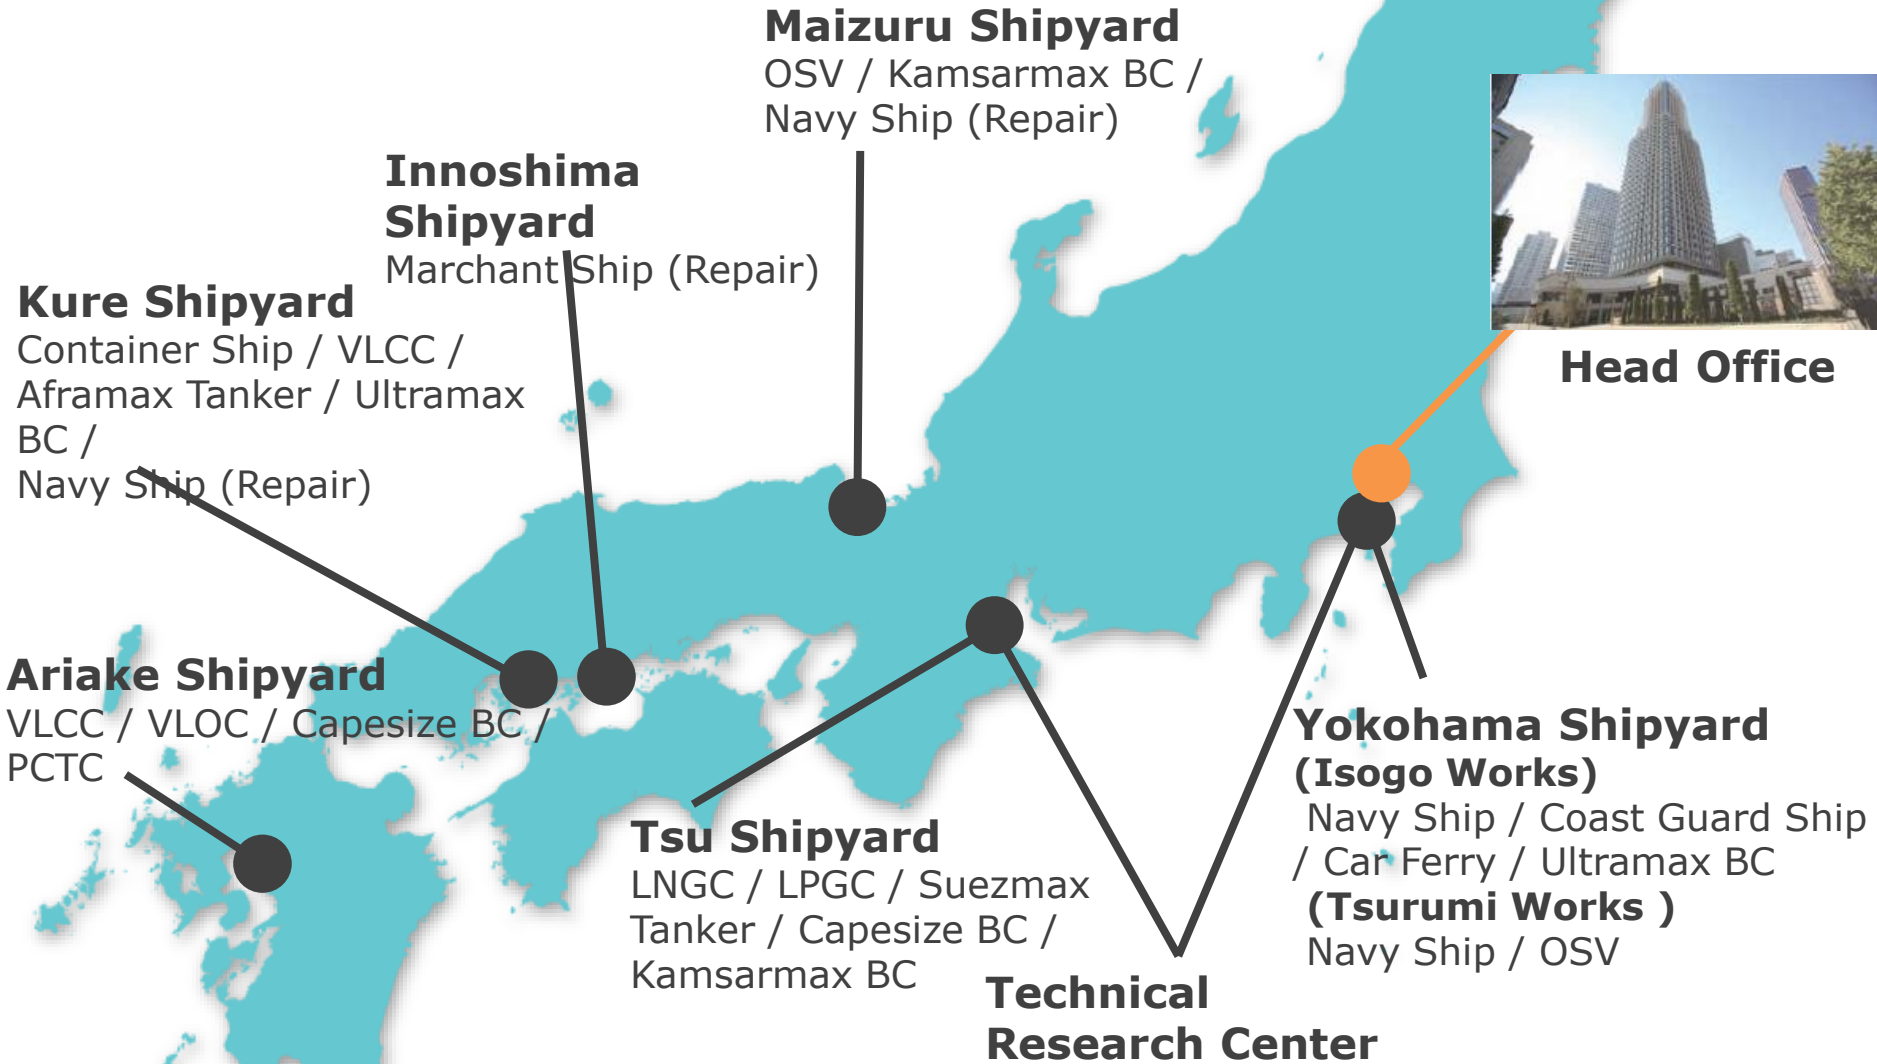 Maizuru Shipyard
OSV / Kamsarmax BC /
Navy Ship (Repair)
Innoshima
Shipyard
Marchant Ship (Repair)
Kure Shipyard
Container Ship / VLCC /
Aframax Tanker / Ultramax
BC /
Navy Ship (Repair)
Head Office
Ariake Shipyard
VLCC / VLOC / Capesize BC /
PCTC
Tsu Shipyard
LNGC / LPGC / Suezmax
Tanker / Capesize BC /
Kamsarmax BC
Yokohama Shipyard
(Isogo Works)
Navy Ship / Coast Guard Ship
/ Car Ferry / Ultramax BC
(Tsurumi Works )
Navy Ship / OSV
Technical
Research Center